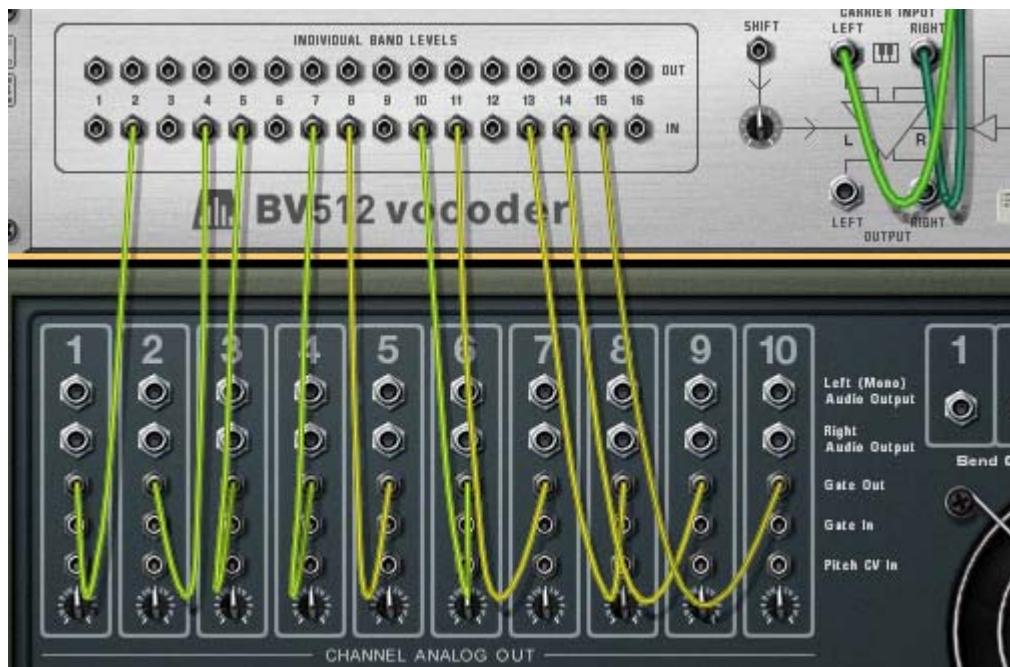 CARRIER INPUT
SHIFT LEFT RIGHT
INDIVIDUAL BAND LEVELS
OUT
1 2 3 4 5 6 7 8 9 10 11 12 13 14 15 16
IN
L R
BV512 vocoder
LEFT RIGHT
OUTPUT
1 2 3 4 5 6 7 8 9 10 1
Left (Mono)
Audio Output
Right
Audio Output
Gate Out
Gate In
Pitch CV In
CHANNEL ANALOG OUT